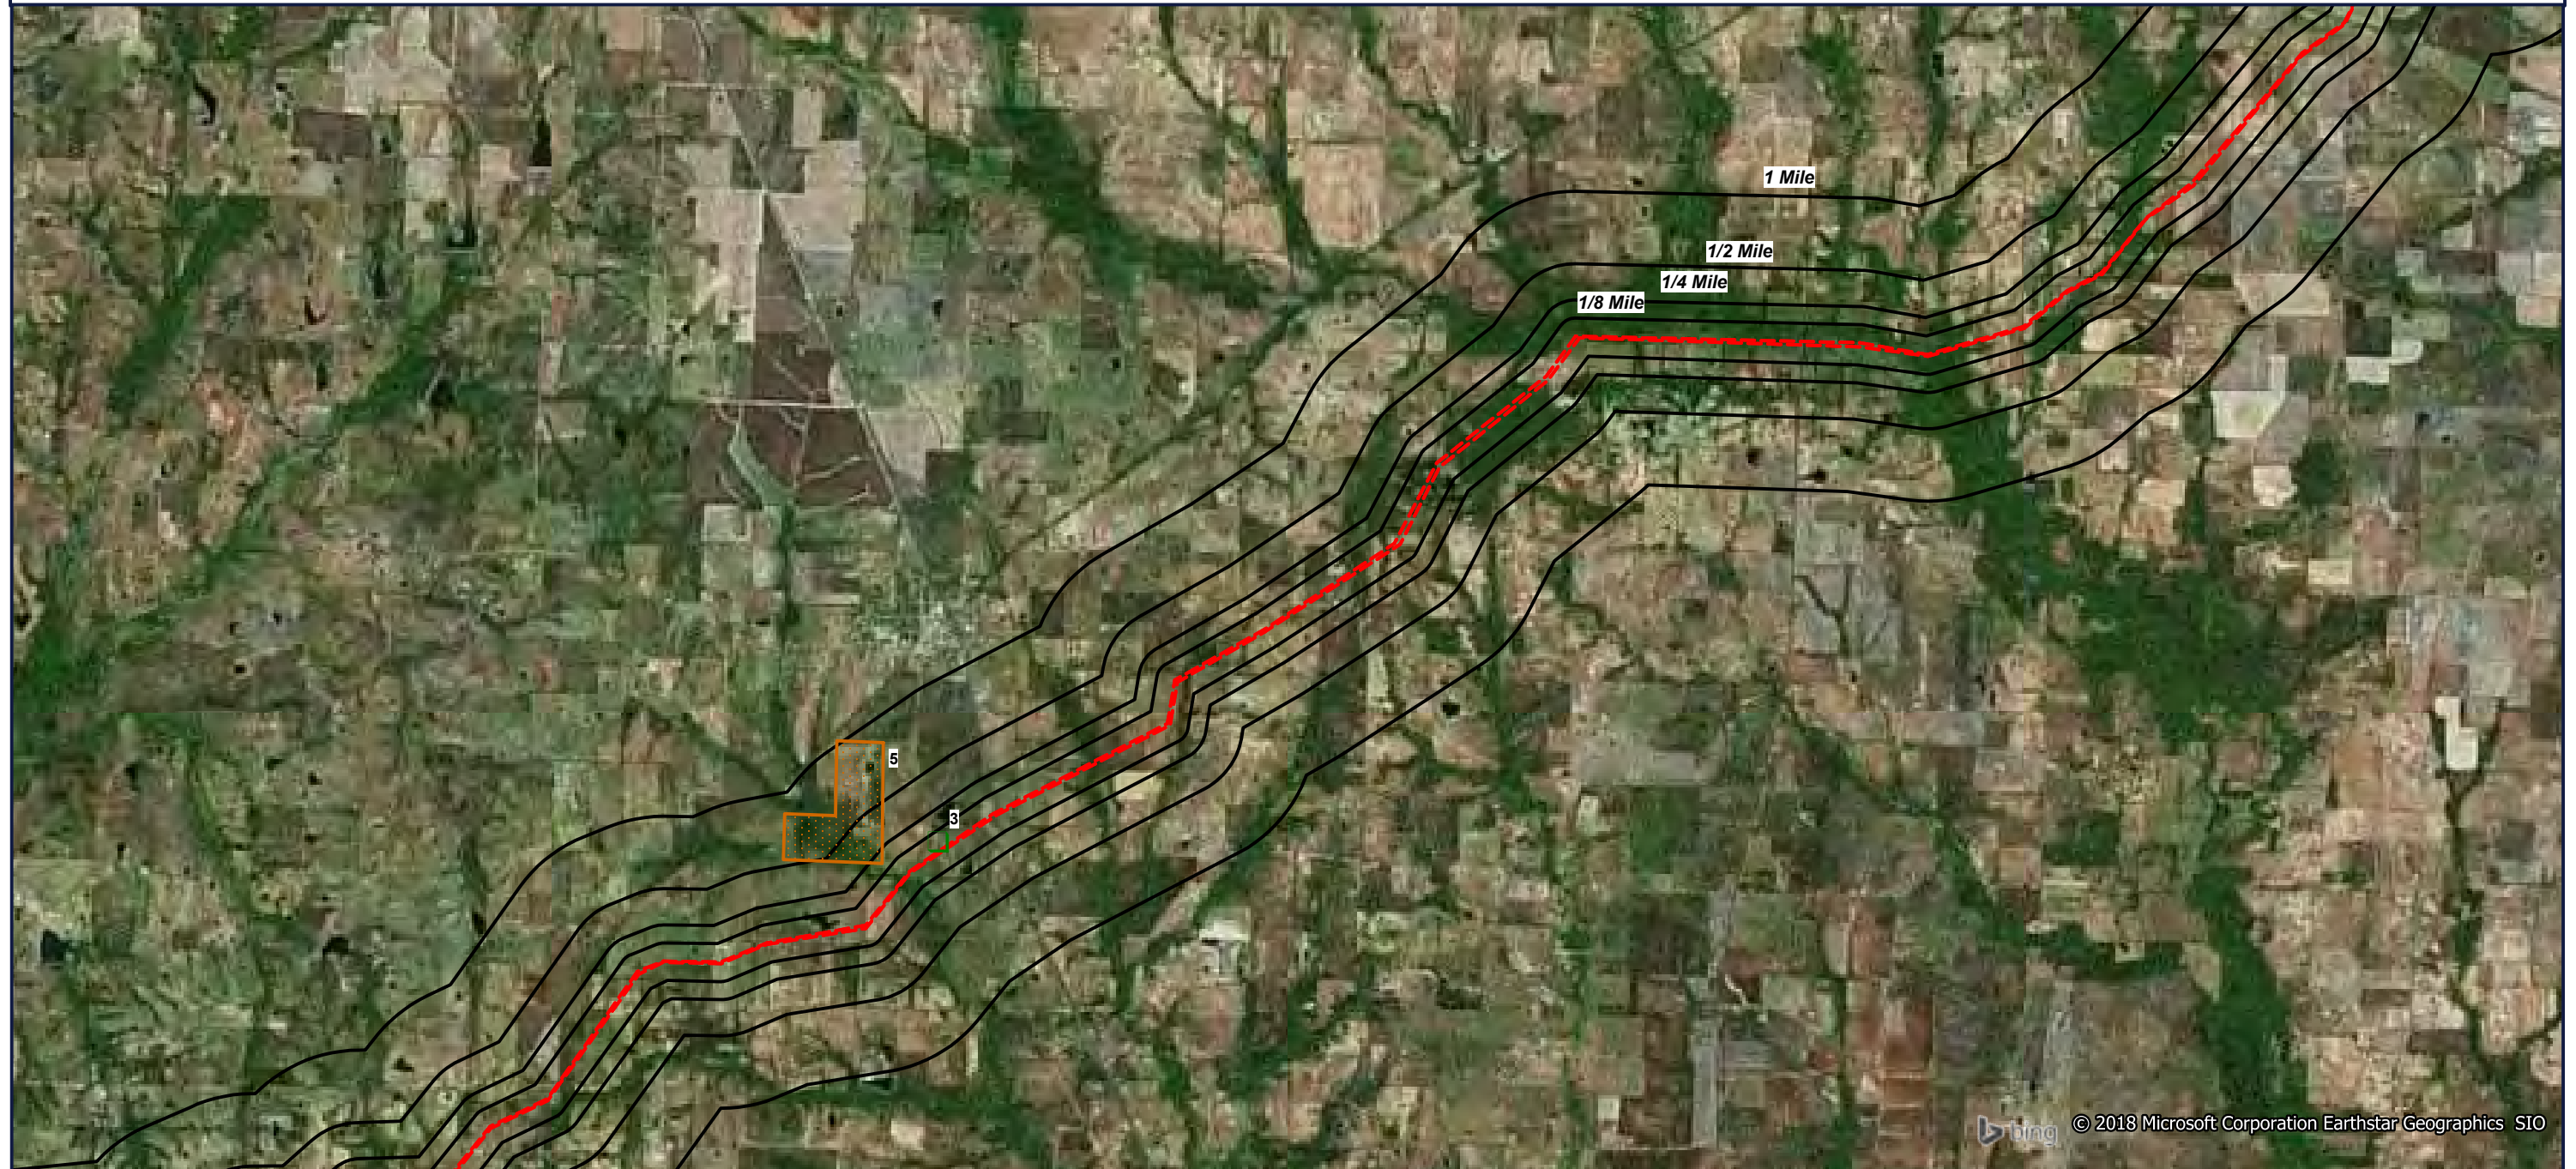 1 Mile
1/2 Mile
1/4 Mile
1/8 Mile
5
3
bing
© 2018 Microsoft Corporation Earthstar Geographics SIO